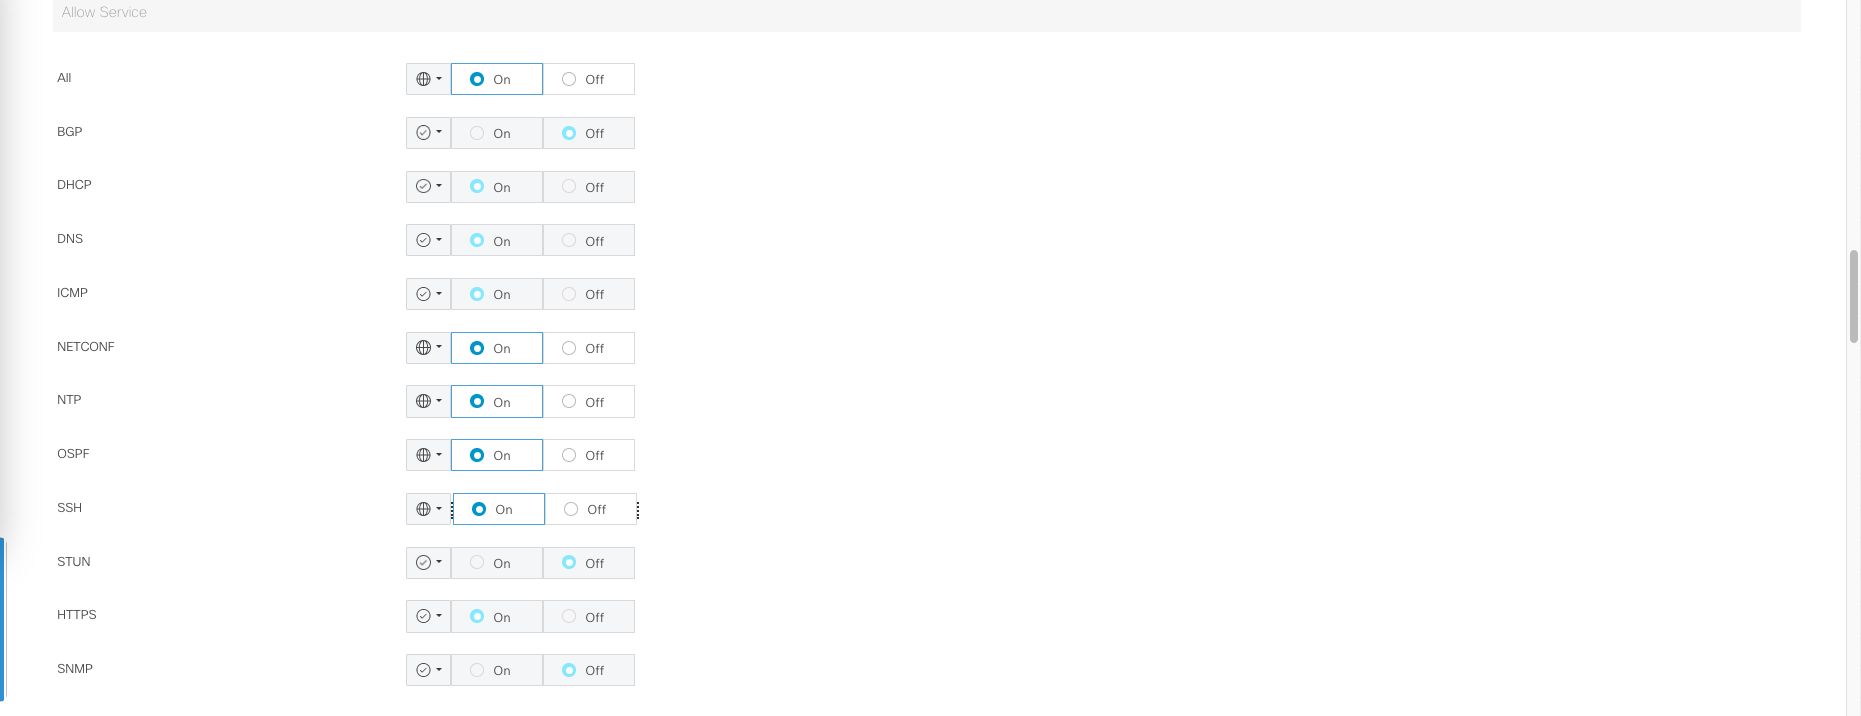 Allow Service
All On Off
BGP On Off
DHCP On Off
DNS On Off
ICMP On Off
NETCONF On Off
NTP On Off
OSPF On Off
SSH On Off
STUN On Off
HTTPS On Off
SNMP On Off